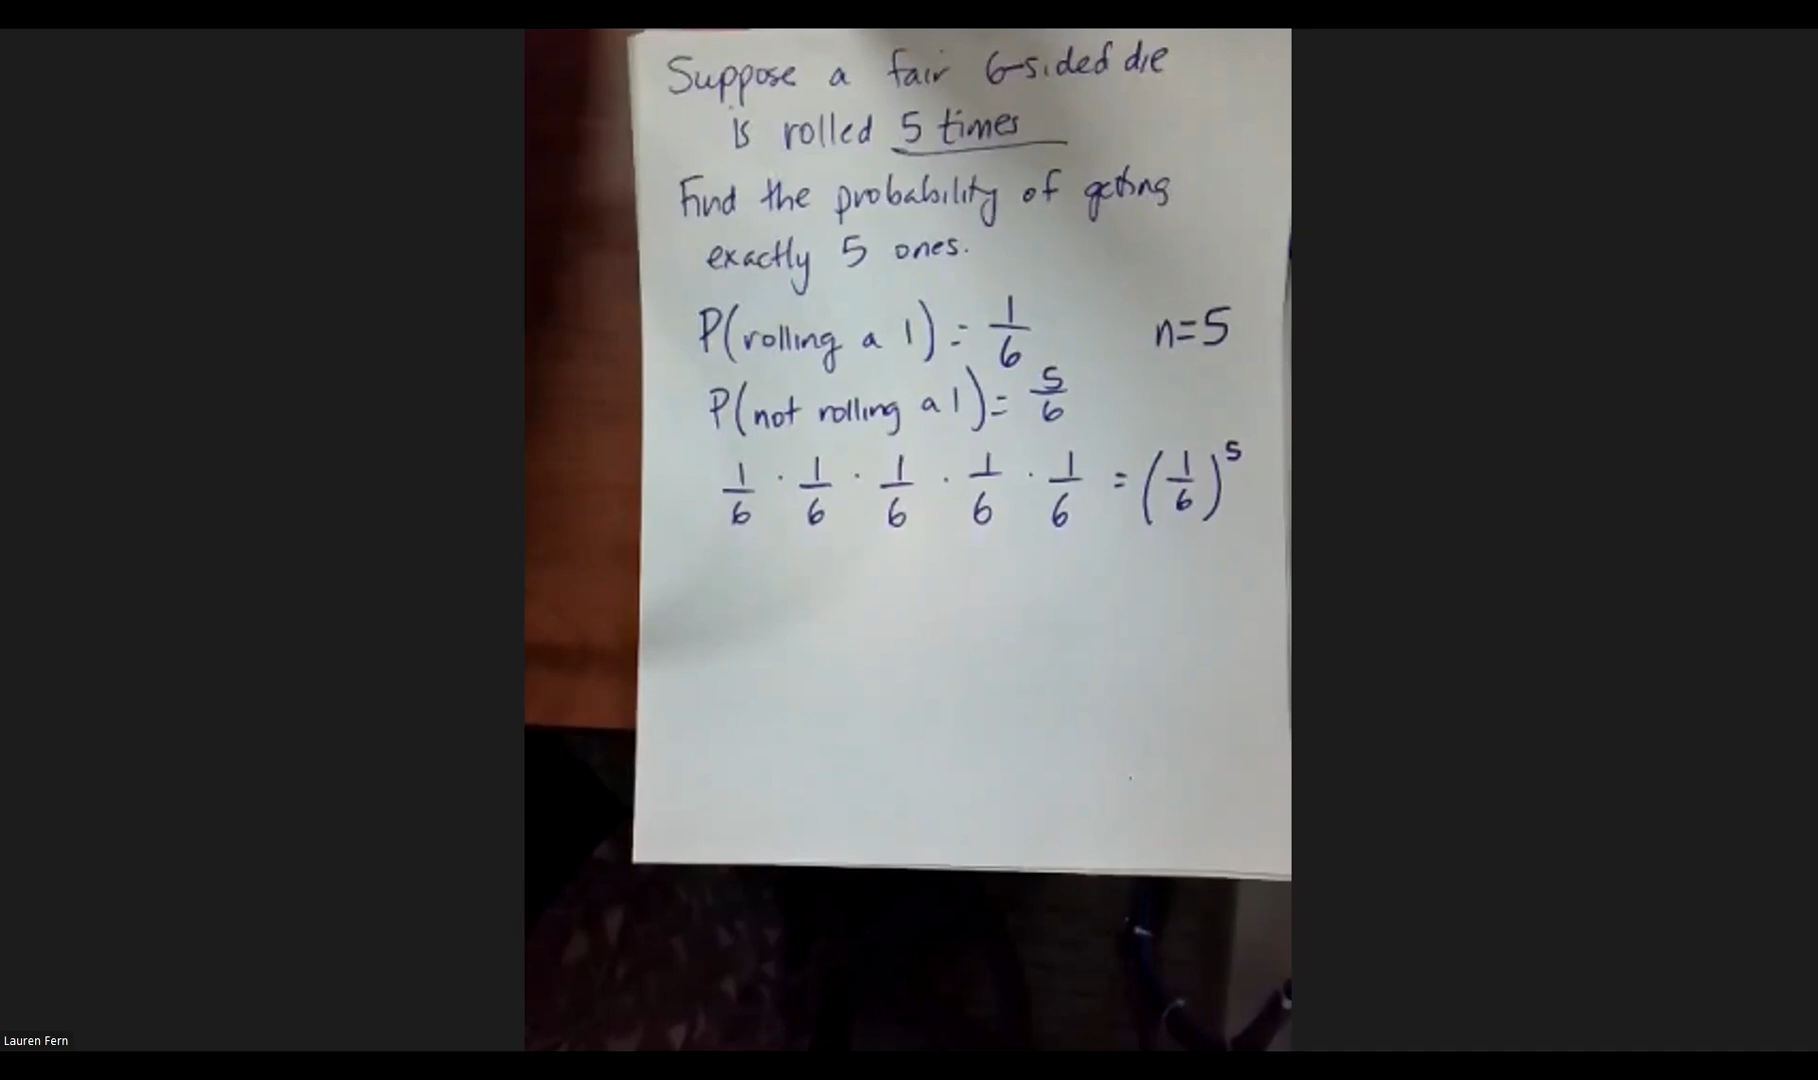 Suppose a fair 6-sided die
is rolled 5 times
Find the probability of getting
exactly 5 ones.
P(rolling a 1) = 1/6 n=5
P(not rolling a 1) = 5/6
1/6 · 1/6 · 1/6 · 1/6 · 1/6 = (1/6)^5
Lauren Fern